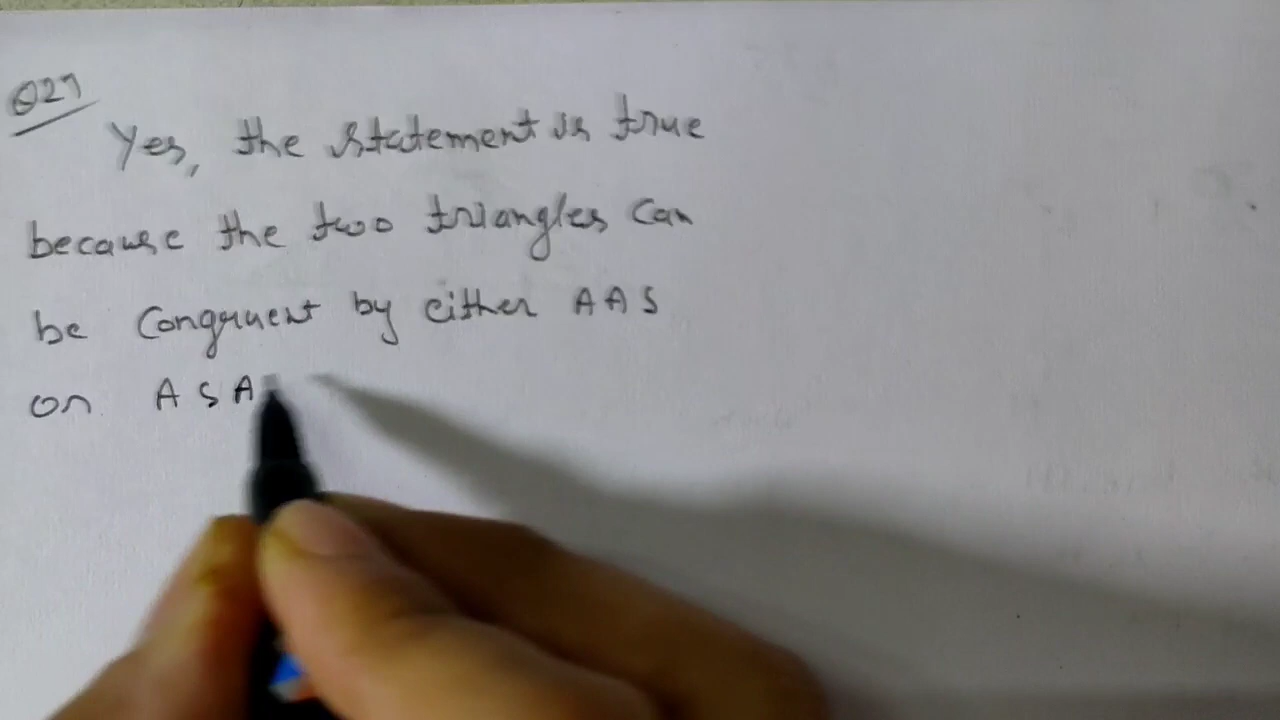 Q27
Yes, the statement is true
because the two triangles can
be congruent by either AAS
or ASA